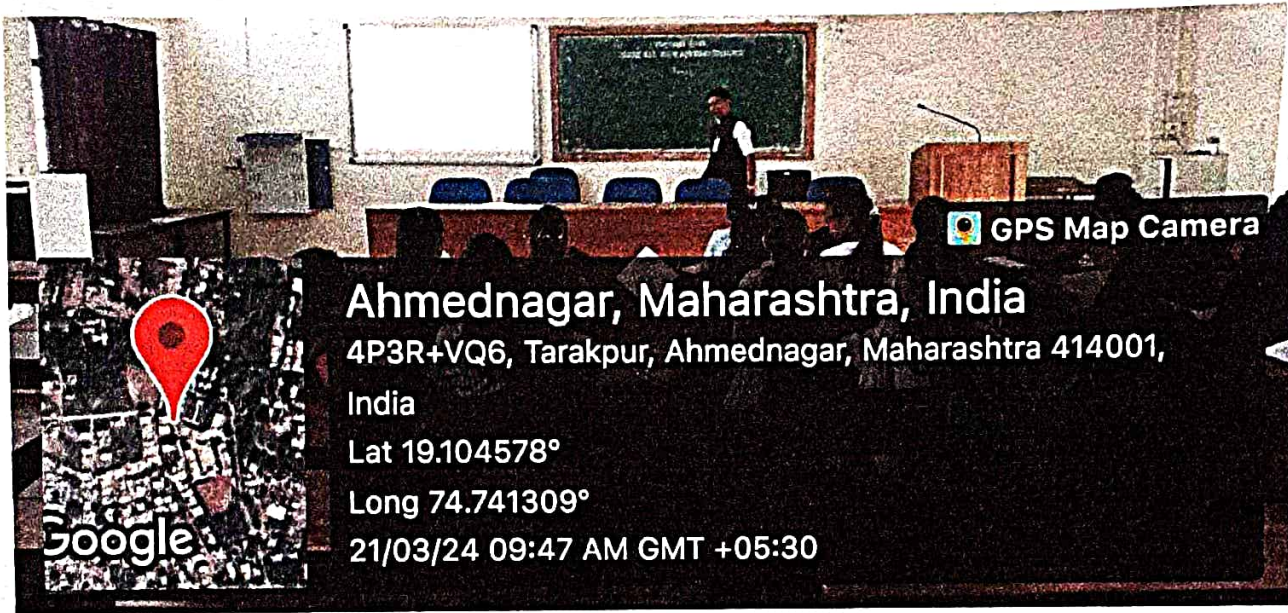 GPS Map Camera
Ahmednagar, Maharashtra, India
4P3R+VQ6, Tarakpur, Ahmednagar, Maharashtra 414001,
India
Lat 19.104578°
Long 74.741309°
21/03/24 09:47 AM GMT +05:30
Google